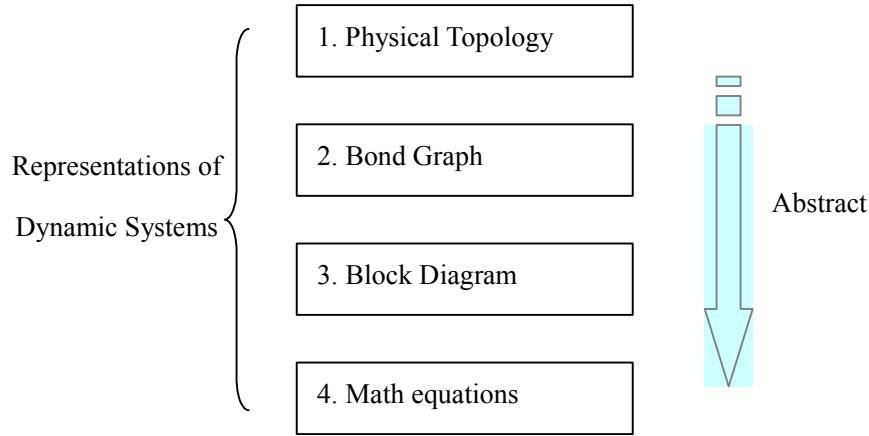 1. Physical Topology
2. Bond Graph
Representations of
Dynamic Systems
3. Block Diagram
4. Math equations
Abstract